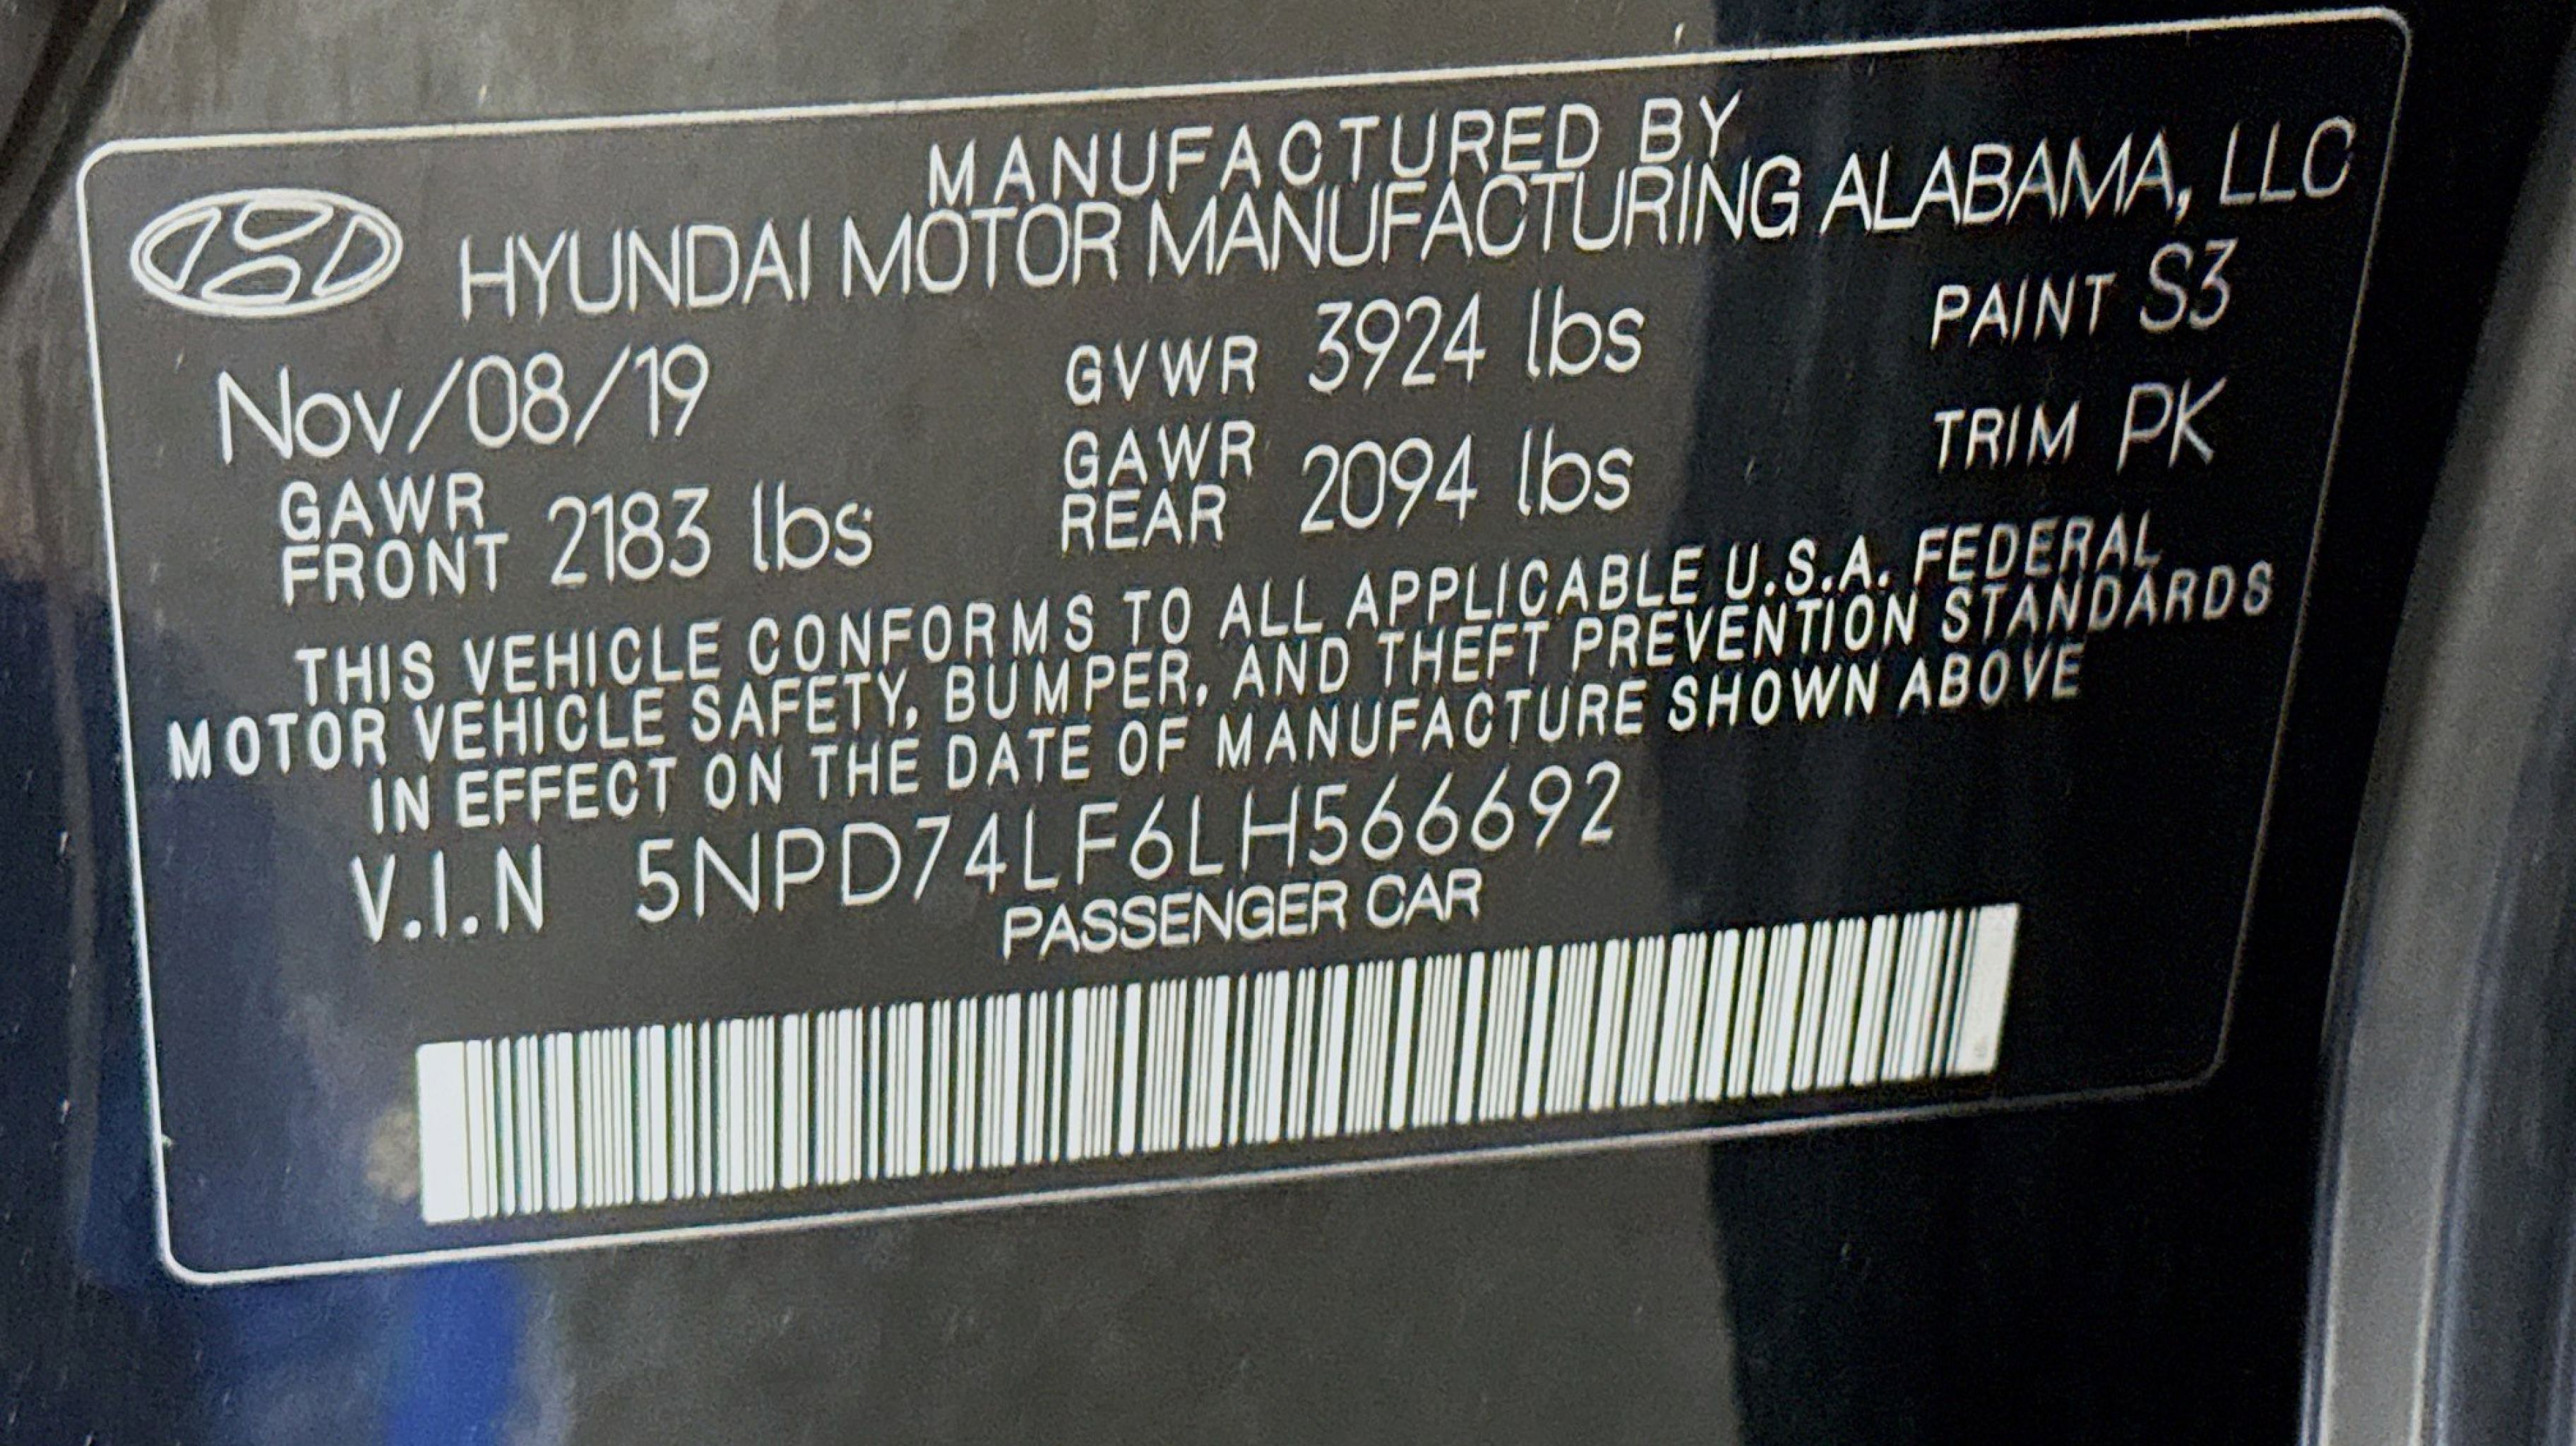 MANUFACTURED BY
HYUNDAI MOTOR MANUFACTURING ALABAMA, LLC
Nov/08/19 GVWR 3924 lbs PAINT S3
GAWR FRONT 2183 lbs GAWR REAR 2094 lbs TRIM PK
THIS VEHICLE CONFORMS TO ALL APPLICABLE U.S.A. FEDERAL
MOTOR VEHICLE SAFETY, BUMPER, AND THEFT PREVENTION STANDARDS
IN EFFECT ON THE DATE OF MANUFACTURE SHOWN ABOVE
V.I.N 5NPD74LF6LH566692
PASSENGER CAR